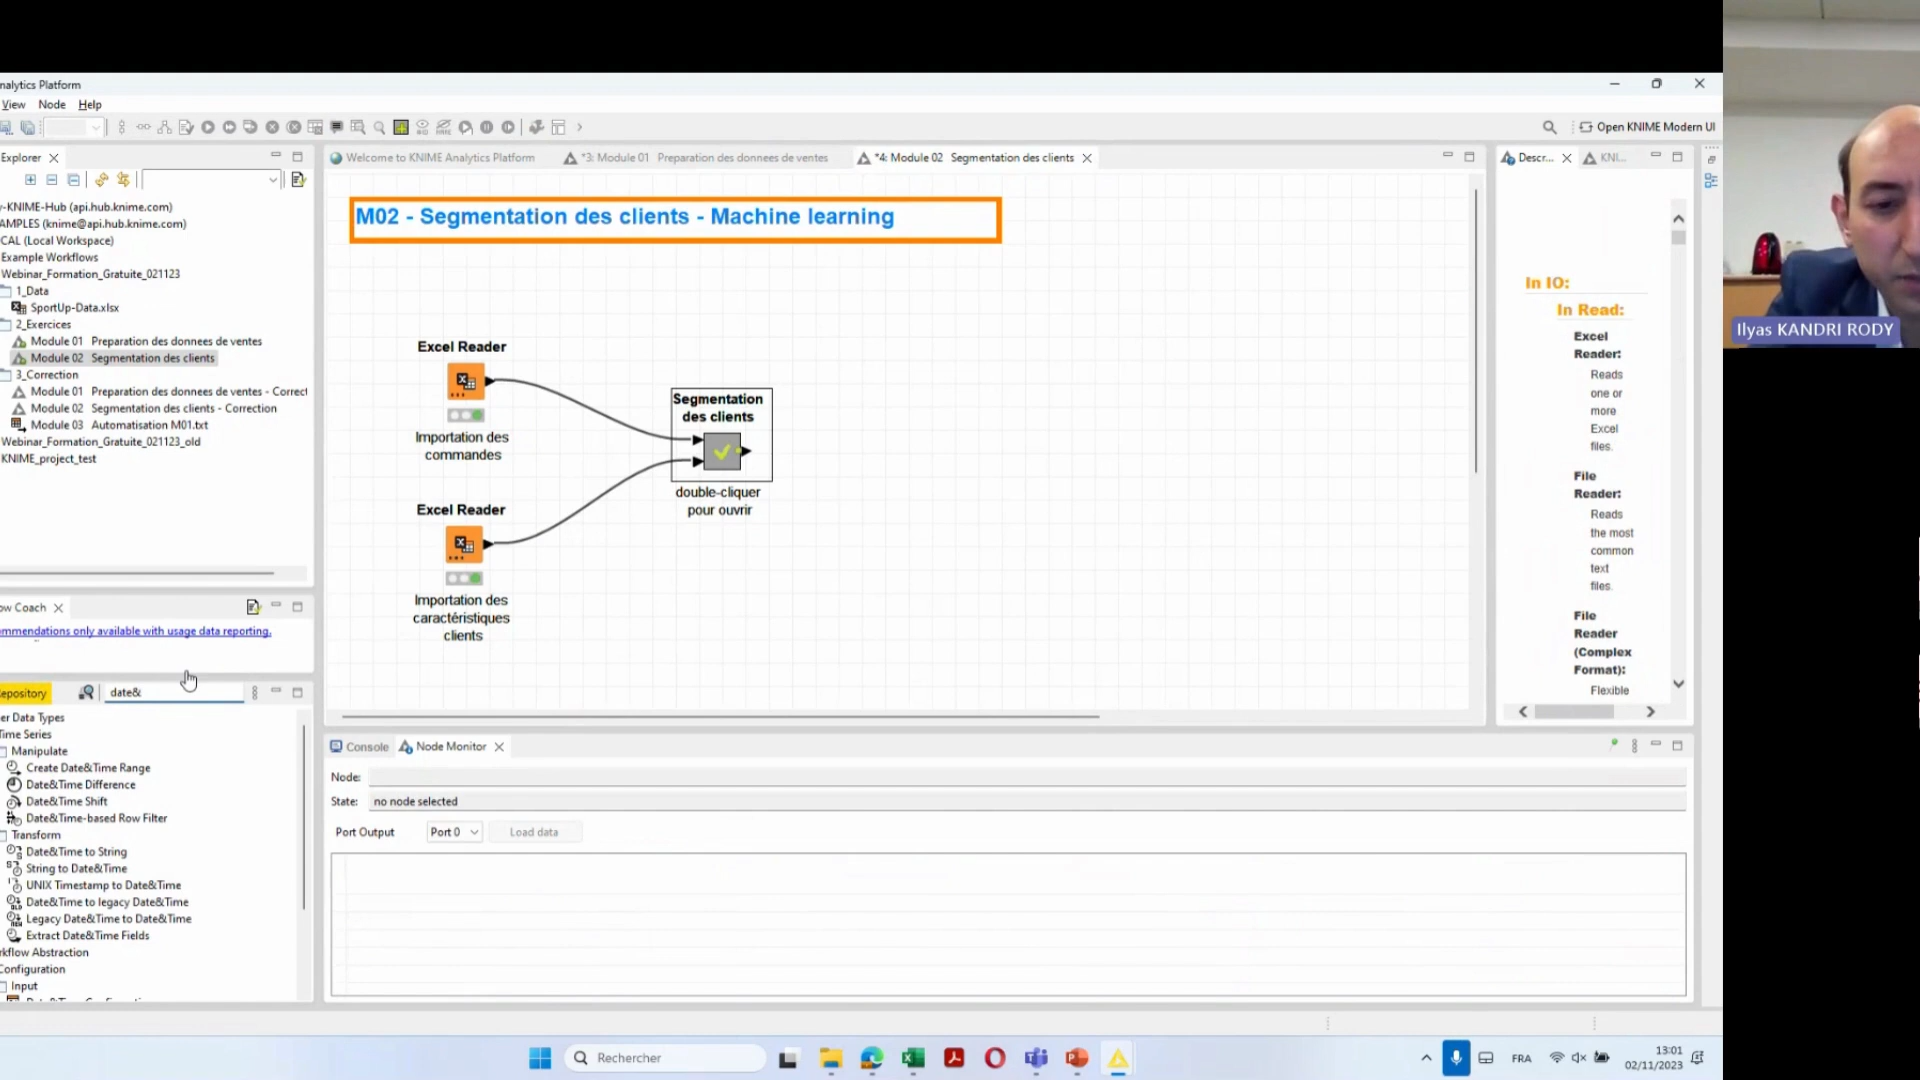 nalytics Platform
View Node Help
Open KNIME Modern UI
Explorer
Welcome to KNIME Analytics Platform
*3: Module 01 Preparation des donnees de ventes
*4: Module 02 Segmentation des clients
Descr...
KNI...
y-KNIME-Hub (api.hub.knime.com)
AMPLES (knime@api.hub.knime.com)
CAL (Local Workspace)
Example Workflows
Webinar_Formation_Gratuite_021123
1_Data
SportUp-Data.xlsx
2_Exercices
Module 01 Preparation des donnees de ventes
Module 02 Segmentation des clients
3_Correction
Module 01 Preparation des donnees de ventes - Correct
Module 02 Segmentation des clients - Correction
Module 03 Automatisation M01.txt
Webinar_Formation_Gratuite_021123_old
KNIME_project_test
M02 - Segmentation des clients - Machine learning
Excel Reader
Importation des
commandes
Excel Reader
Importation des
caractéristiques
clients
Segmentation
des clients
double-cliquer
pour ouvrir
In IO:
In Read:
Excel
Reader:
Reads
one or
more
Excel
files.
File
Reader:
Reads
the most
common
text
files.
File
Reader
(Complex
Format):
Flexible
ow Coach
ommendations only available with usage data reporting.
epository
date&
er Data Types
Time Series
Manipulate
Create Date&Time Range
Date&Time Difference
Date&Time Shift
Date&Time-based Row Filter
Transform
Date&Time to String
String to Date&Time
UNIX Timestamp to Date&Time
Date&Time to legacy Date&Time
Legacy Date&Time to Date&Time
Extract Date&Time Fields
rkflow Abstraction
Configuration
Input
Console
Node Monitor
Node:
State: no node selected
Port Output Port 0 Load data
Rechercher
FRA
13:01
02/11/2023
Ilyas KANDRI RODY